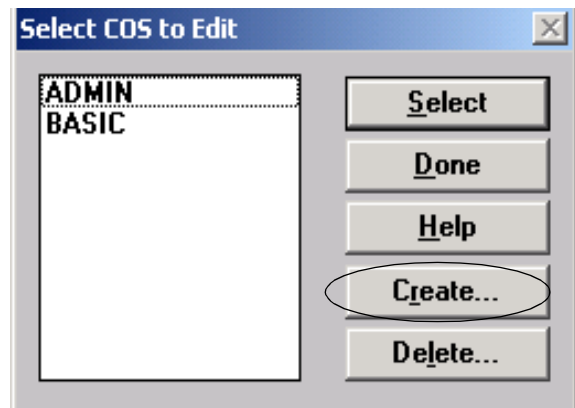 Select COS to Edit
ADMIN
BASIC
Select
Done
Help
Create...
Delete...